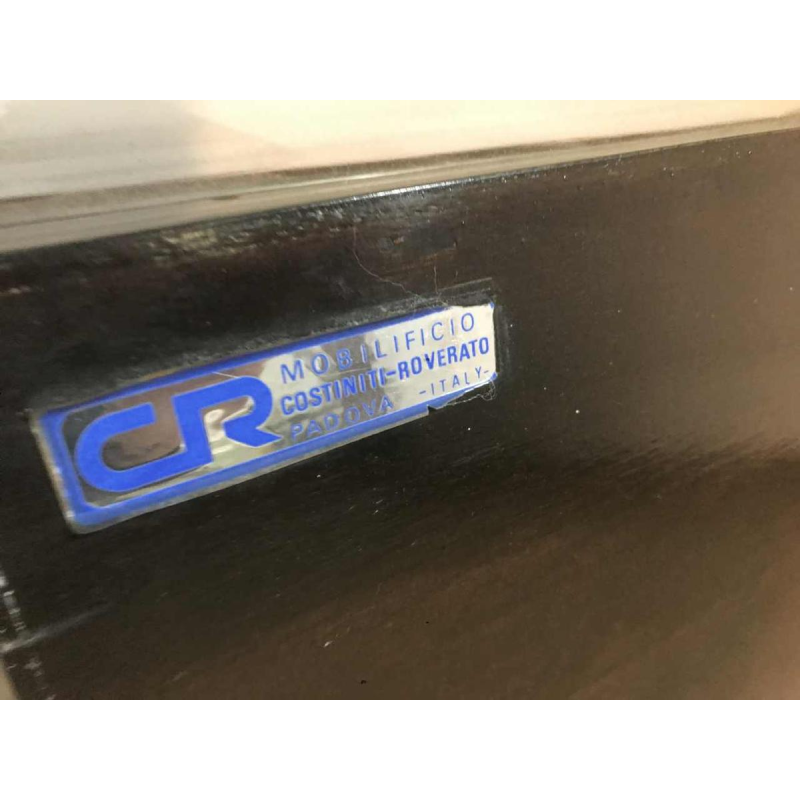 CR
MOBILIFICIO
COSTINITI-ROVERATO
PADOVA -ITALY-